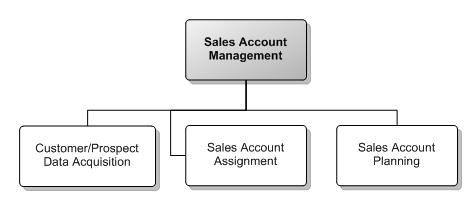 Sales Account
Management
Customer/Prospect
Data Acquisition
Sales Account
Assignment
Sales Account
Planning